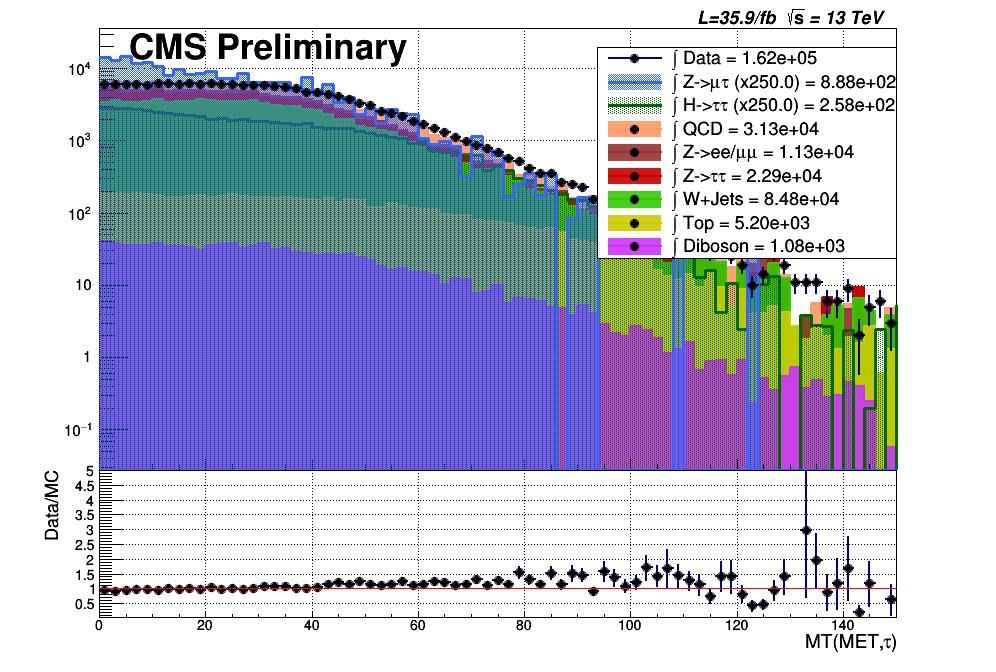 L=35.9/fb √s = 13 TeV
CMS Preliminary
∫ Data = 1.62e+05
∫ Z->μτ (x250.0) = 8.88e+02
∫ H->ττ (x250.0) = 2.58e+02
∫ QCD = 3.13e+04
∫ Z->ee/μμ = 1.13e+04
∫ Z->ττ = 2.29e+04
∫ W+Jets = 8.48e+04
∫ Top = 5.20e+03
∫ Diboson = 1.08e+03
10⁴
10³
10²
10
1
10⁻¹
Data/MC
5
4.5
4
3.5
3
2.5
2
1.5
1
0.5
0 20 40 60 80 100 120 140
MT(MET,τ)